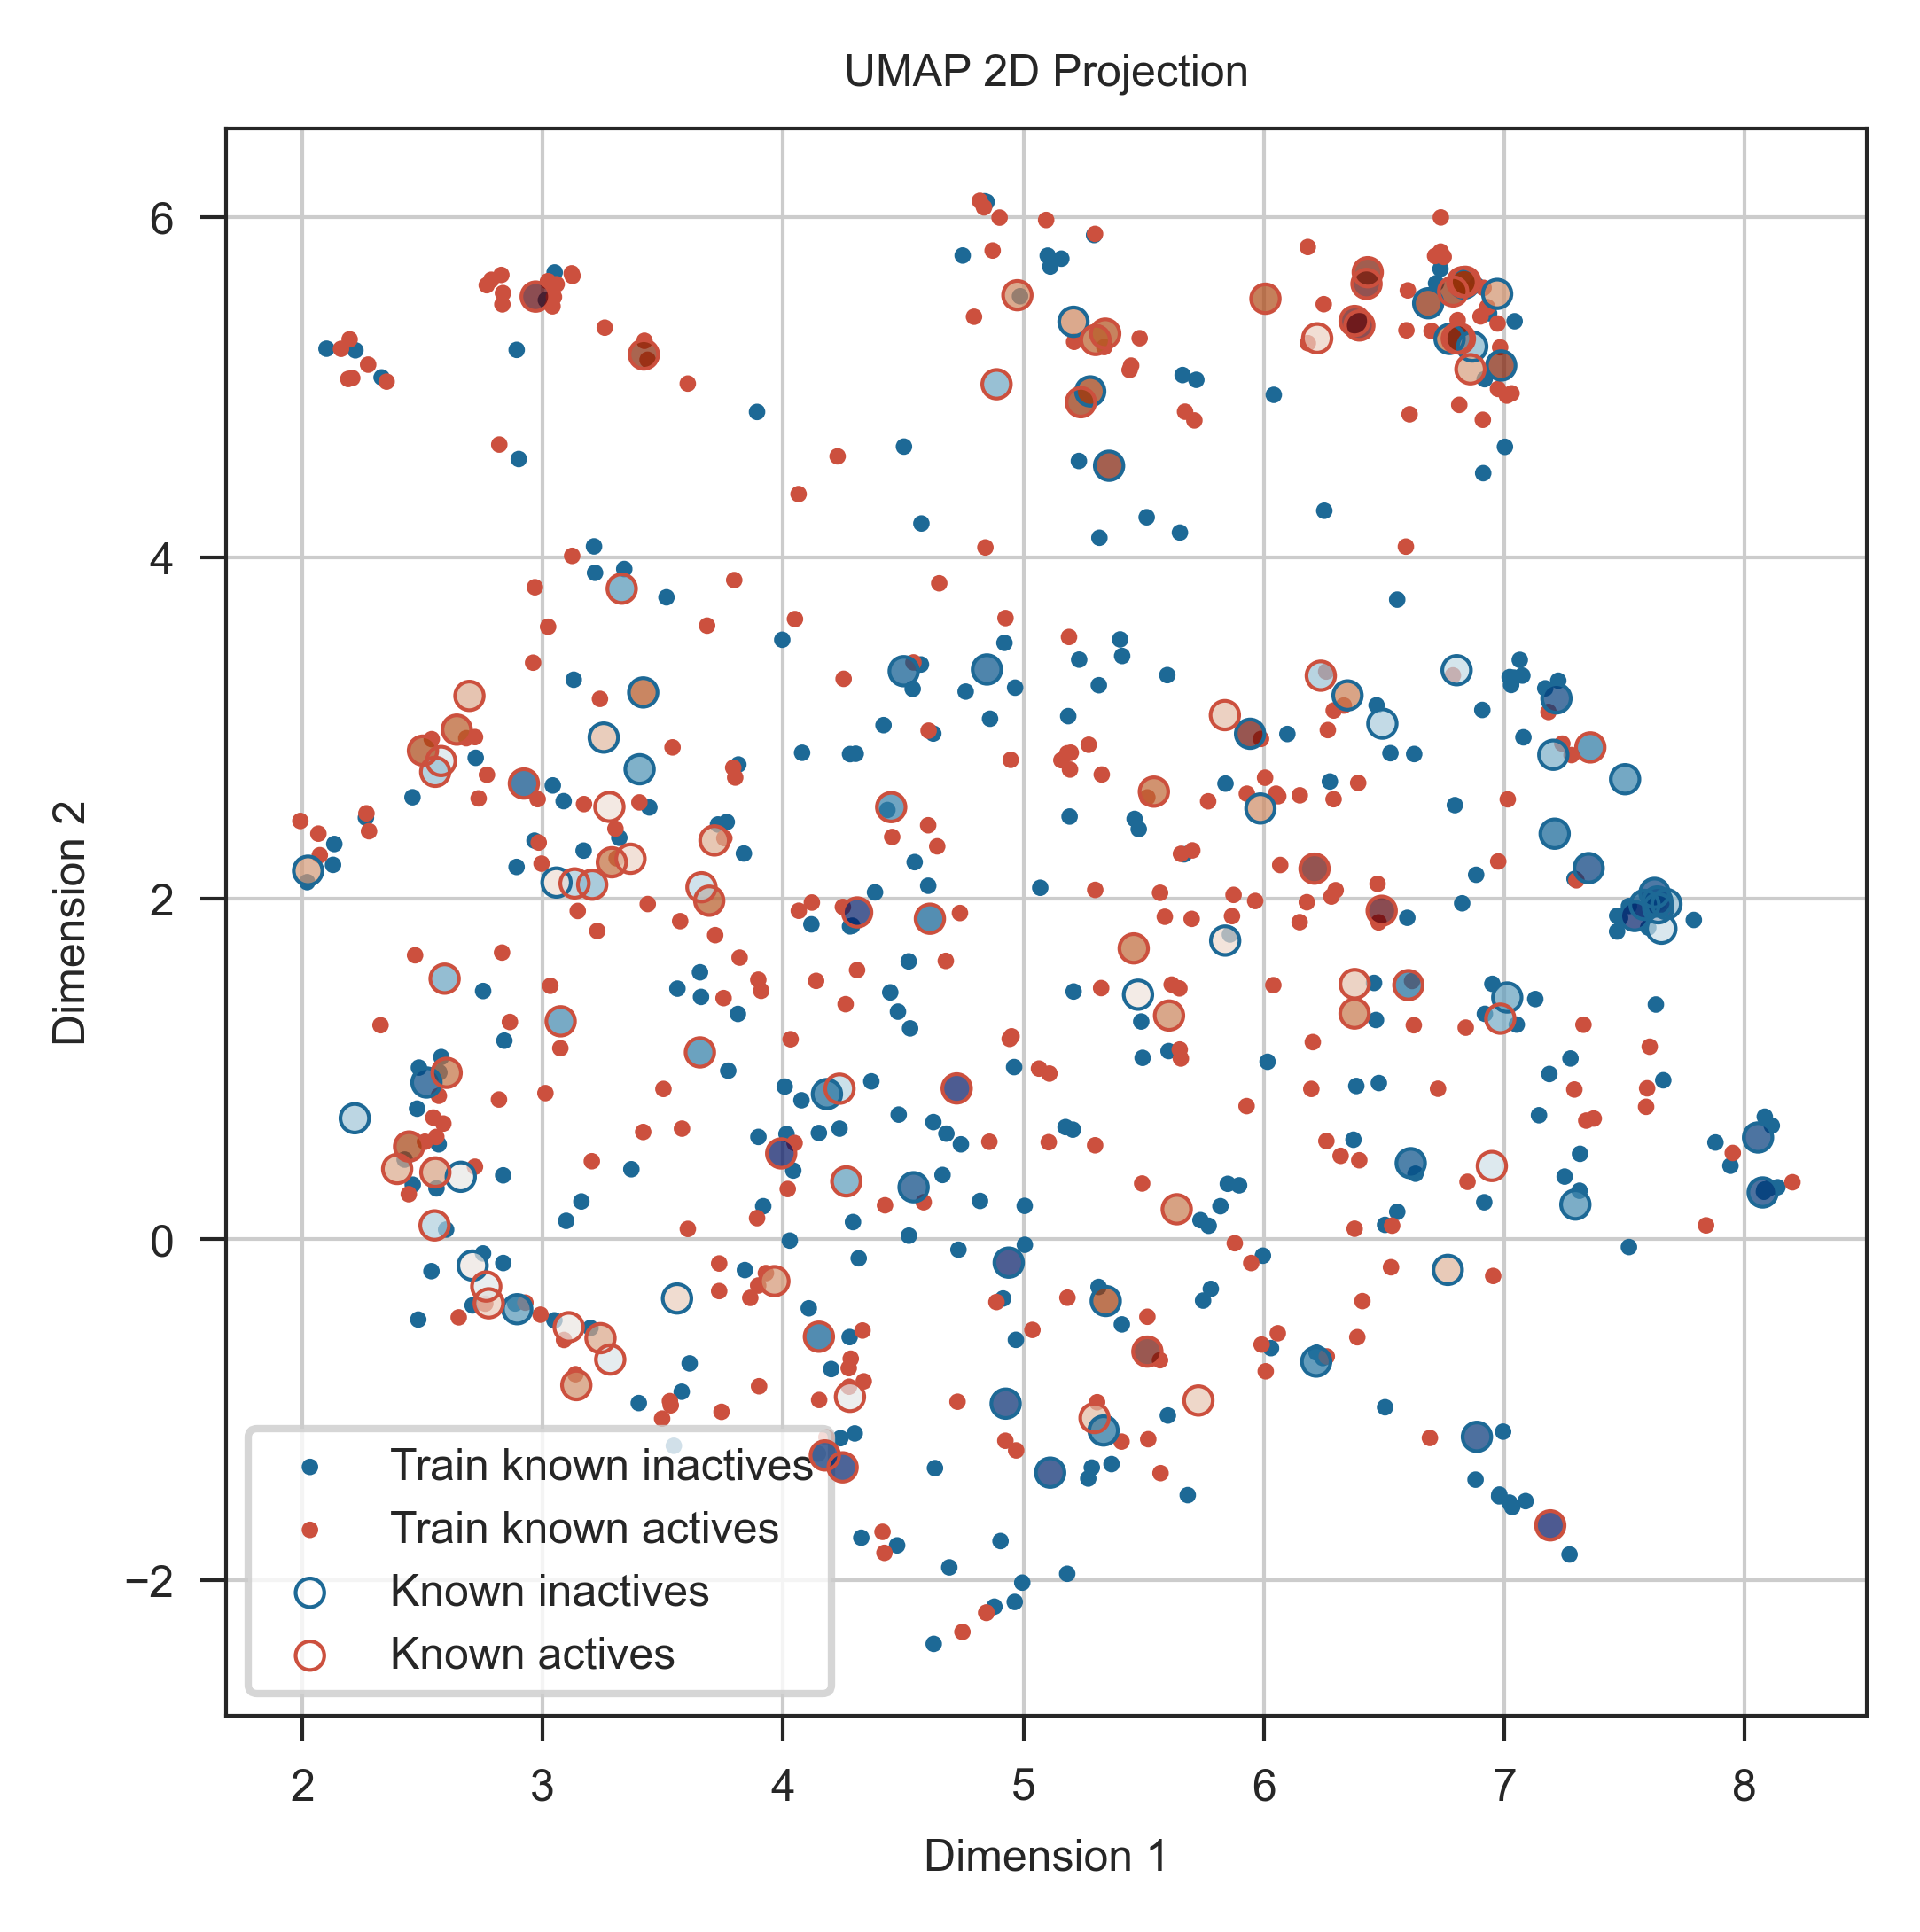 UMAP 2D Projection
6
4
2
0
−2
Dimension 2
Train known inactives
Train known actives
Known inactives
Known actives
2 3 4 5 6 7 8
Dimension 1